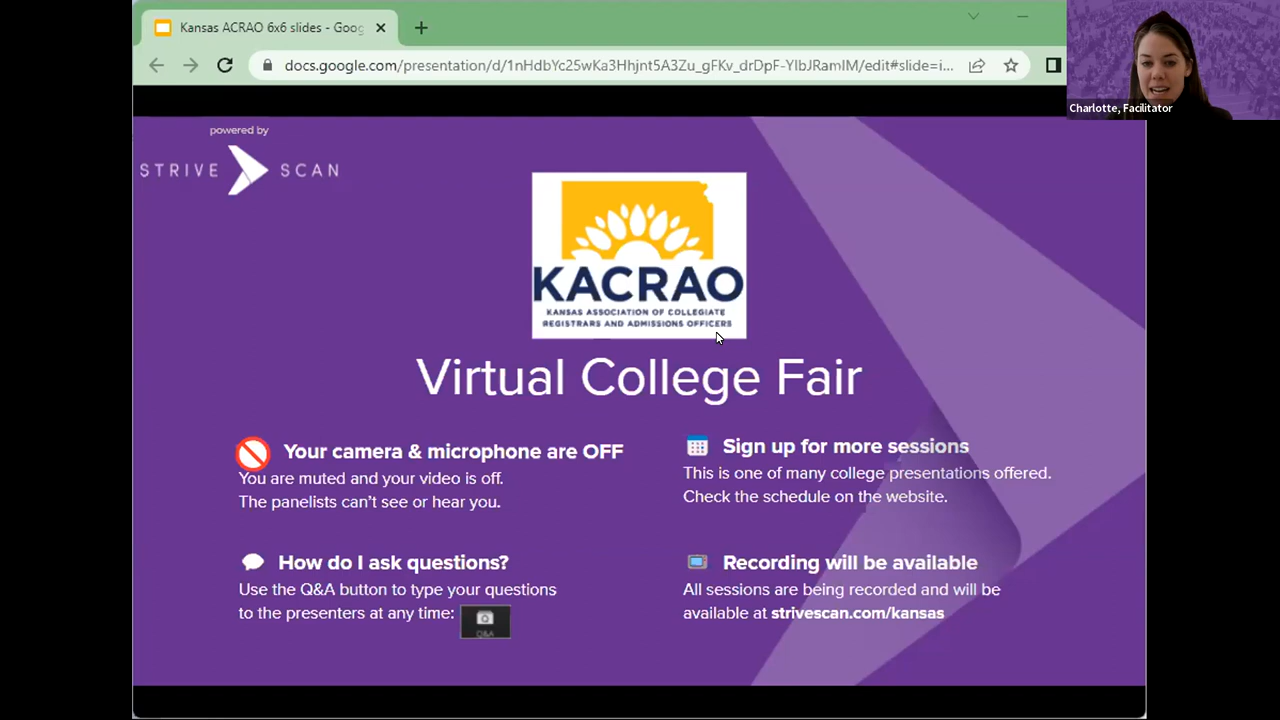 Kansas ACRAO 6x6 slides - Goog
docs.google.com/presentation/d/1nHdbYc25wKa3Hhjnt5A3Zu_gFKv_drDpF-YlbJRamIM/edit#slide=i...
Charlotte, Facilitator
powered by
STRIVE SCAN
KACRAO
KANSAS ASSOCIATION OF COLLEGIATE
REGISTRARS AND ADMISSIONS OFFICERS
Virtual College Fair
Your camera & microphone are OFF
You are muted and your video is off.
The panelists can't see or hear you.
How do I ask questions?
Use the Q&A button to type your questions
to the presenters at any time:
Q&A
Sign up for more sessions
This is one of many college presentations offered.
Check the schedule on the website.
Recording will be available
All sessions are being recorded and will be
available at strivescan.com/kansas